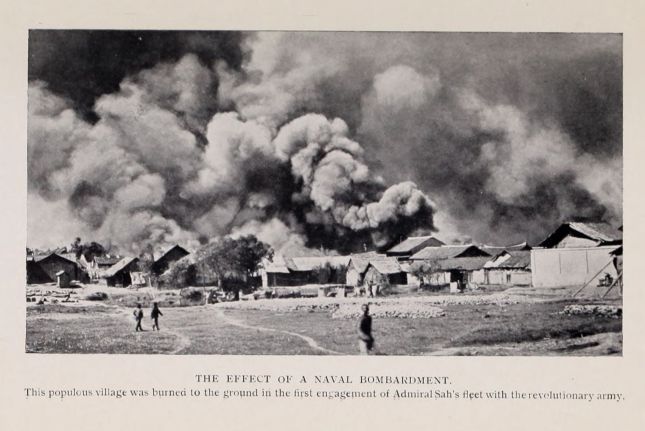 THE EFFECT OF A NAVAL BOMBARDMENT.
This populous village was burned to the ground in the first engagement of Admiral Sah's fleet with the revolutionary army.